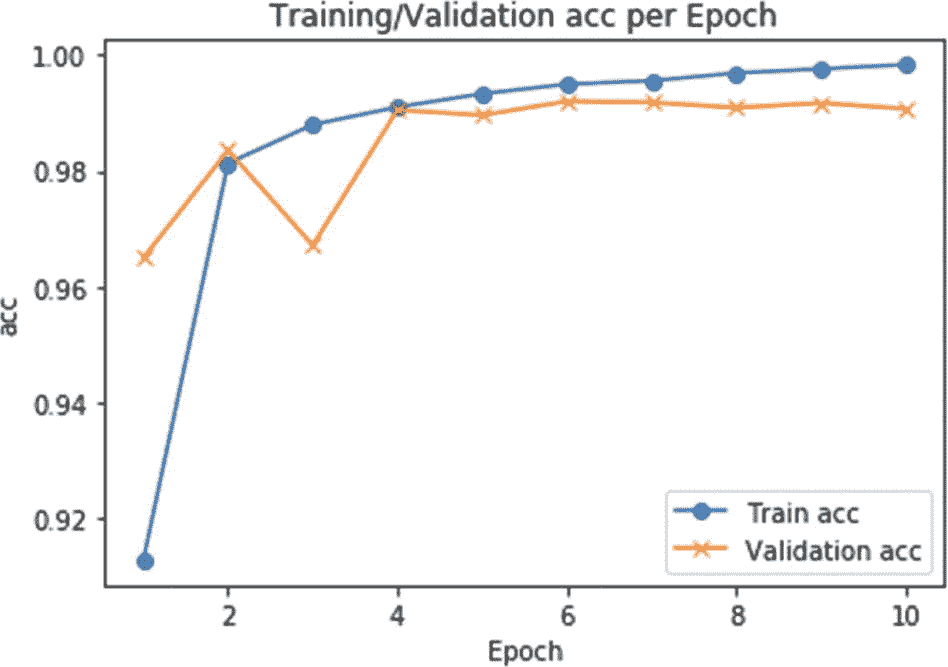 Training/Validation acc per Epoch
1.00
0.98
0.96
0.94
0.92
acc
Train acc
Validation acc
2 4 6 8 10
Epoch